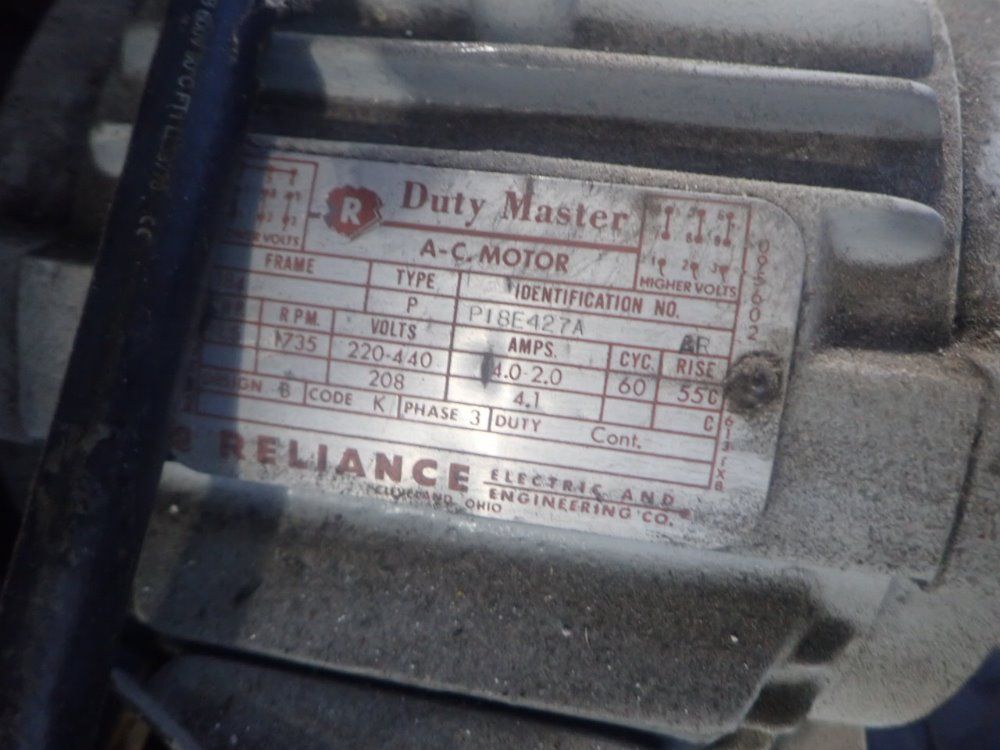 R Duty Master
A-C. MOTOR
HIGHER VOLTS
FRAME TYPE IDENTIFICATION NO.
P P18E427A
RPM. VOLTS AMPS. CYC. RISE
1735 220-440 4.0-2.0 60 55C
208 4.1 C
DESIGN B CODE K PHASE 3 DUTY Cont.
RELIANCE ELECTRIC AND
ENGINEERING CO.
CLEVELAND, OHIO